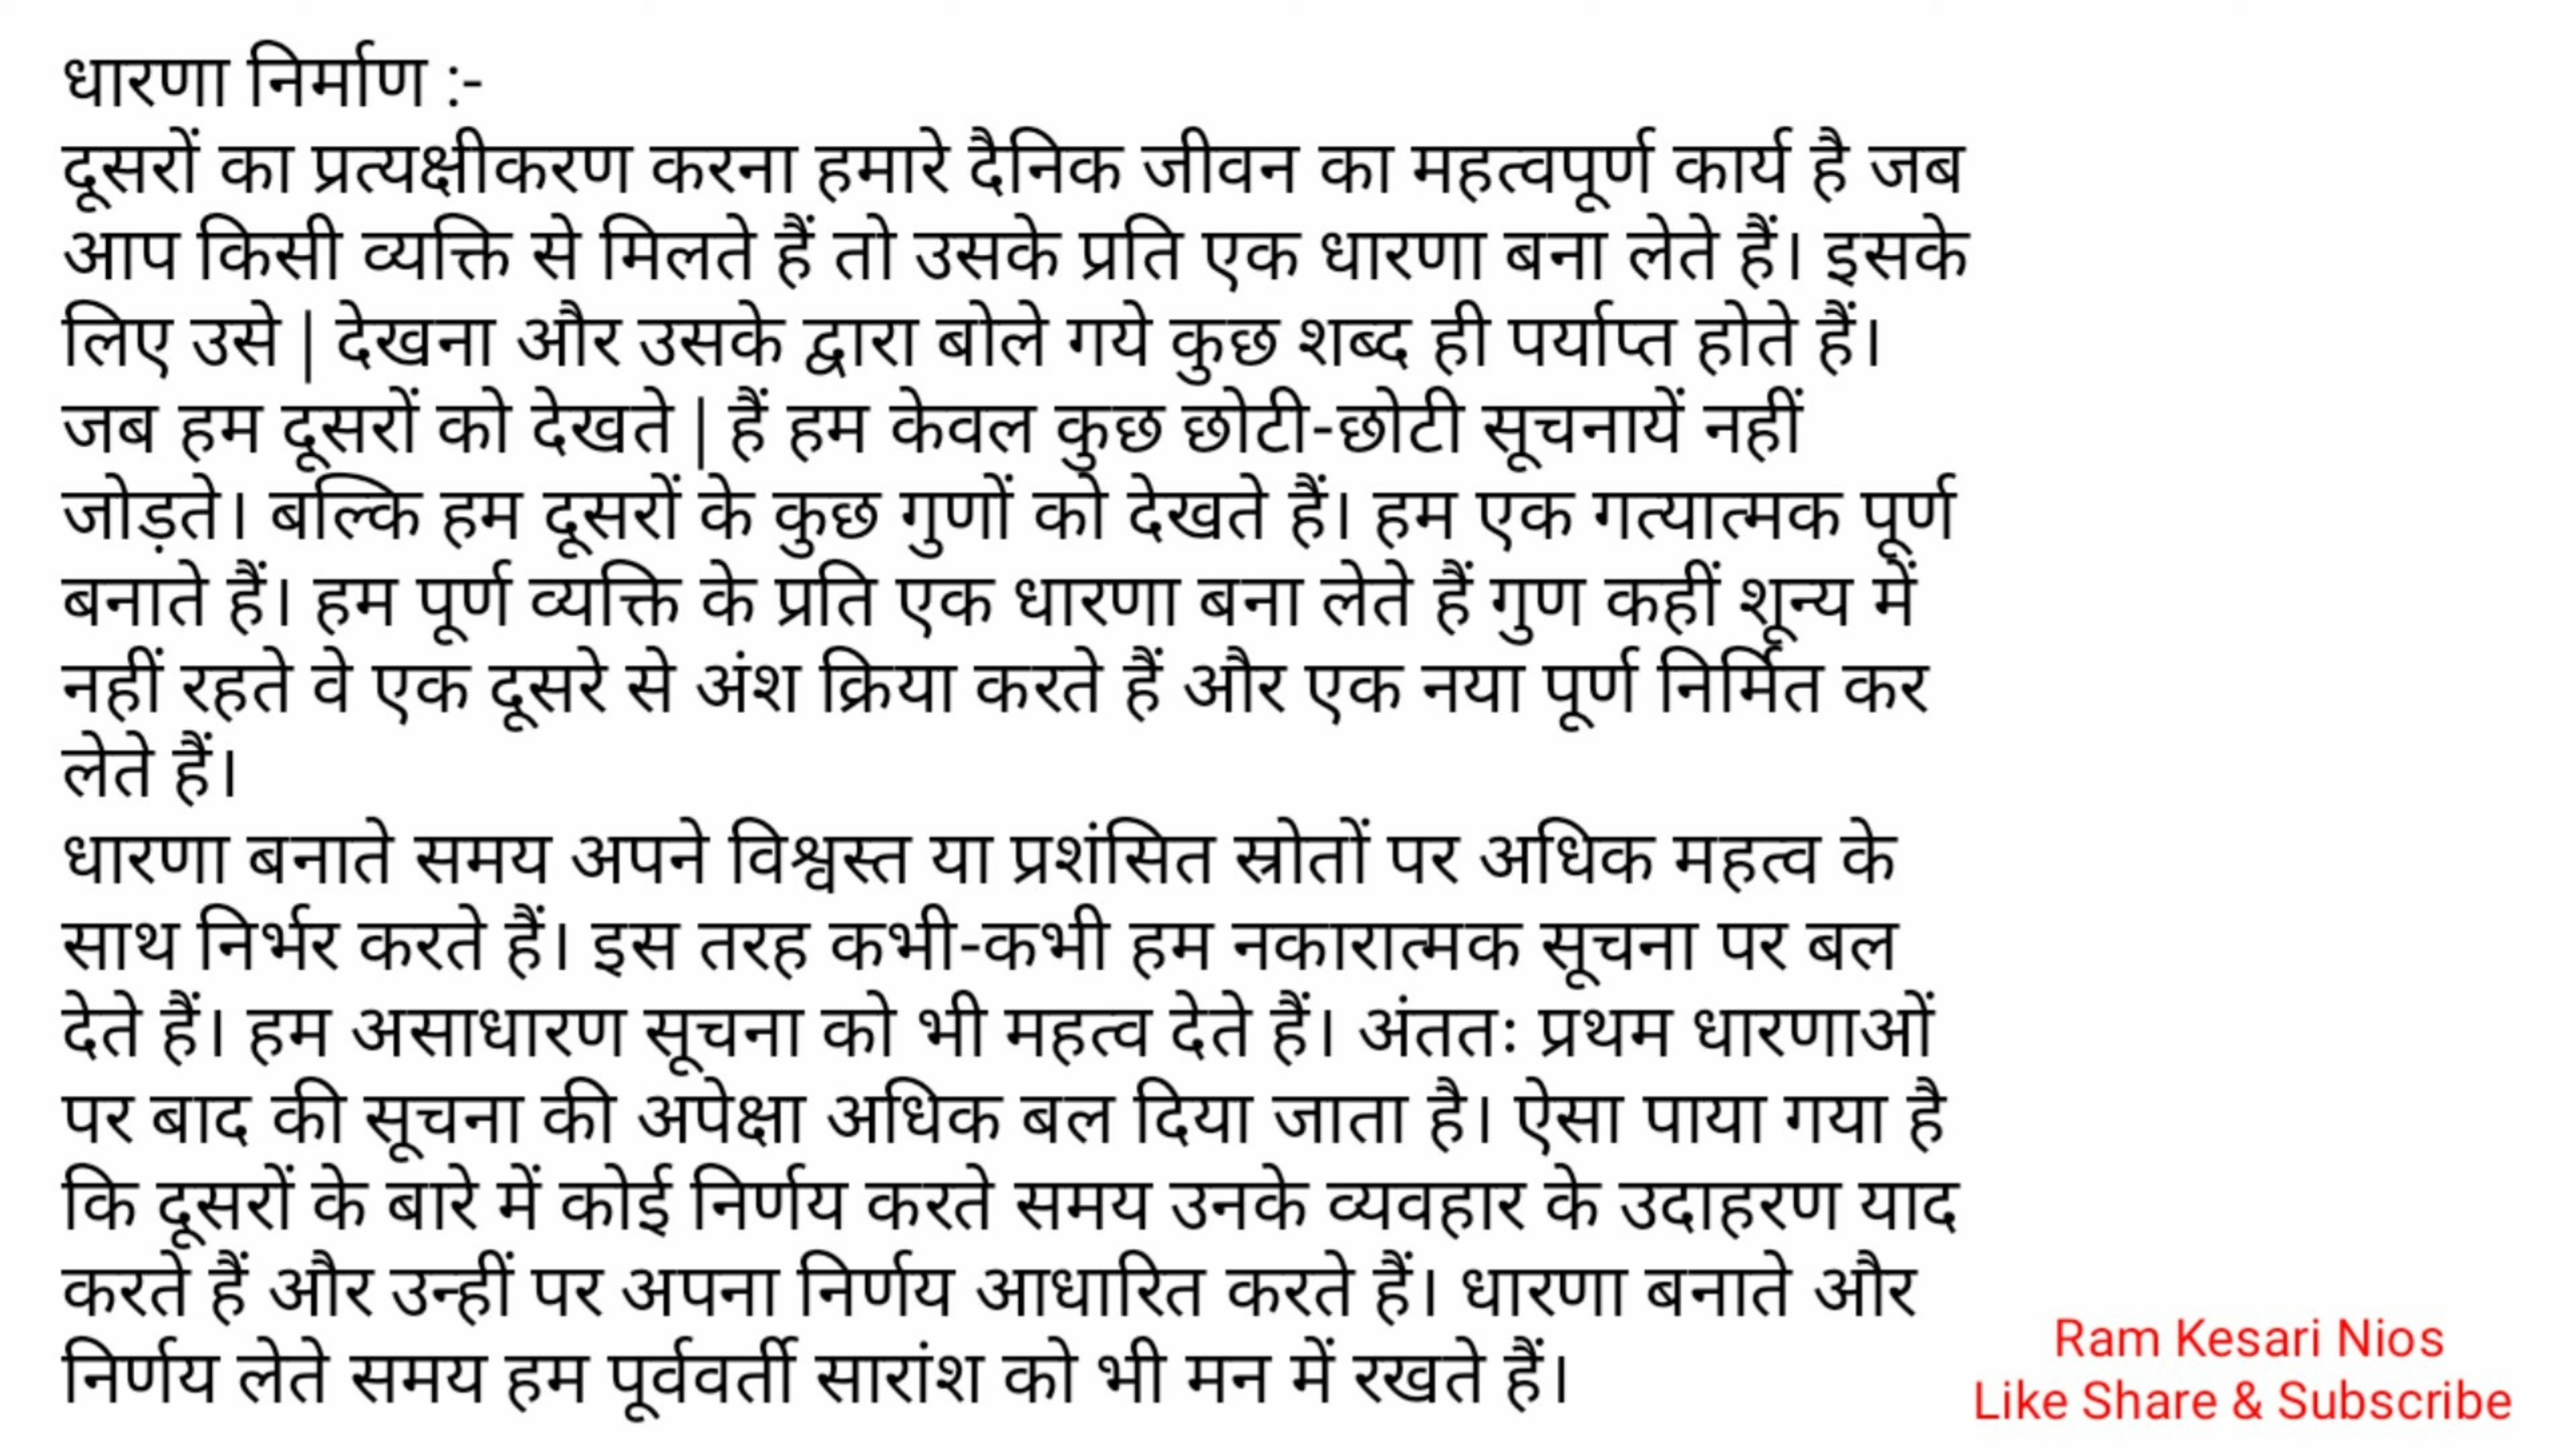 धारणा निर्माण :-
दूसरों का प्रत्यक्षीकरण करना हमारे दैनिक जीवन का महत्वपूर्ण कार्य है जब
आप किसी व्यक्ति से मिलते हैं तो उसके प्रति एक धारणा बना लेते हैं। इसके
लिए उसे | देखना और उसके द्वारा बोले गये कुछ शब्द ही पर्याप्त होते हैं।
जब हम दूसरों को देखते | हैं हम केवल कुछ छोटी-छोटी सूचनायें नहीं
जोड़ते। बल्कि हम दूसरों के कुछ गुणों को देखते हैं। हम एक गत्यात्मक पूर्ण
बनाते हैं। हम पूर्ण व्यक्ति के प्रति एक धारणा बना लेते हैं गुण कहीं शून्य में
नहीं रहते वे एक दूसरे से अंश क्रिया करते हैं और एक नया पूर्ण निर्मित कर
लेते हैं।
धारणा बनाते समय अपने विश्वस्त या प्रशंसित स्रोतों पर अधिक महत्व के
साथ निर्भर करते हैं। इस तरह कभी-कभी हम नकारात्मक सूचना पर बल
देते हैं। हम असाधारण सूचना को भी महत्व देते हैं। अंततः प्रथम धारणाओं
पर बाद की सूचना की अपेक्षा अधिक बल दिया जाता है। ऐसा पाया गया है
कि दूसरों के बारे में कोई निर्णय करते समय उनके व्यवहार के उदाहरण याद
करते हैं और उन्हीं पर अपना निर्णय आधारित करते हैं। धारणा बनाते और
निर्णय लेते समय हम पूर्ववर्ती सारांश को भी मन में रखते हैं।
Ram Kesari Nios
Like Share & Subscribe